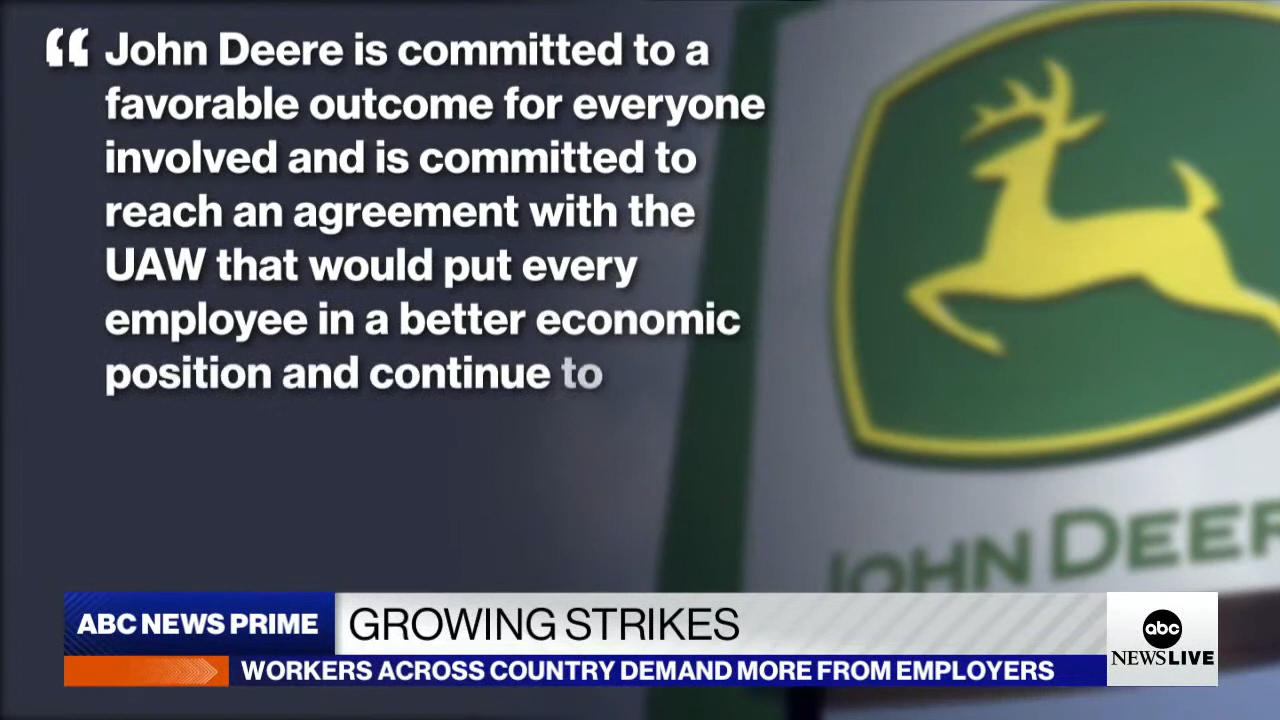 “ John Deere is committed to a
favorable outcome for everyone
involved and is committed to
reach an agreement with the
UAW that would put every
employee in a better economic
position and continue to
JOHN DEER
ABC NEWS PRIME
GROWING STRIKES
WORKERS ACROSS COUNTRY DEMAND MORE FROM EMPLOYERS
abc
NEWSLIVE